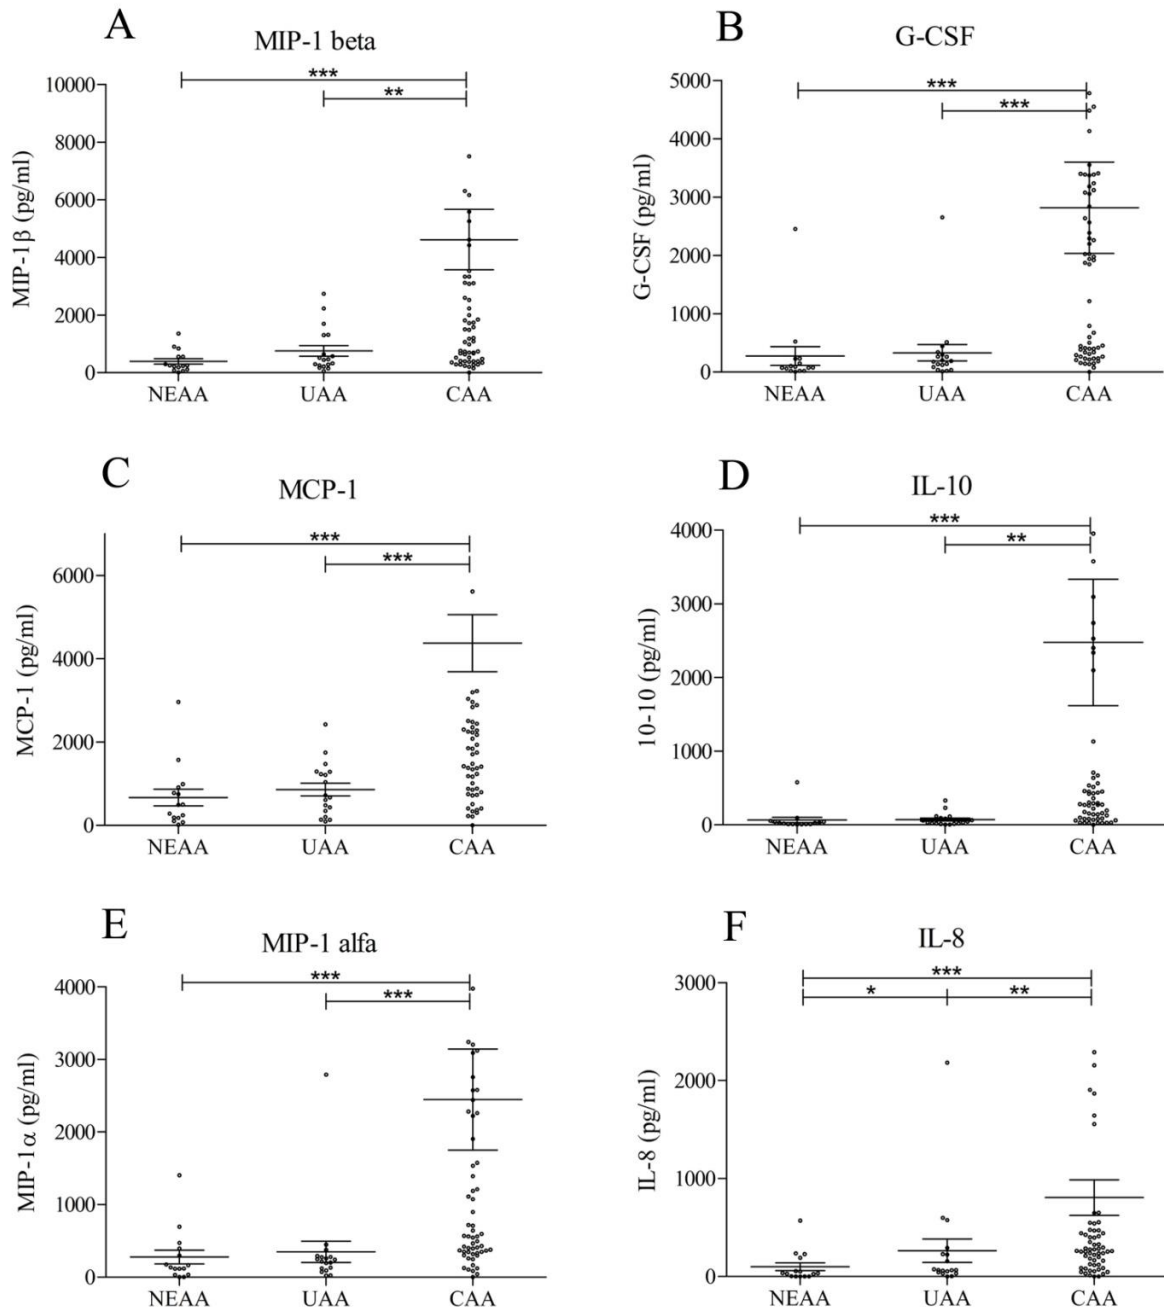 A
MIP-1 beta
***
**
MIP-1β (pg/ml)
10000
8000
6000
4000
2000
0
NEAA UAA CAA
B
G-CSF
***
***
G-CSF (pg/ml)
5000
4000
3000
2000
1000
0
NEAA UAA CAA
C
MCP-1
***
***
MCP-1 (pg/ml)
6000
4000
2000
0
NEAA UAA CAA
D
IL-10
***
**
10-10 (pg/ml)
4000
3000
2000
1000
0
NEAA UAA CAA
E
MIP-1 alfa
***
***
MIP-1α (pg/ml)
4000
3000
2000
1000
0
NEAA UAA CAA
F
IL-8
***
* **
IL-8 (pg/ml)
3000
2000
1000
0
NEAA UAA CAA